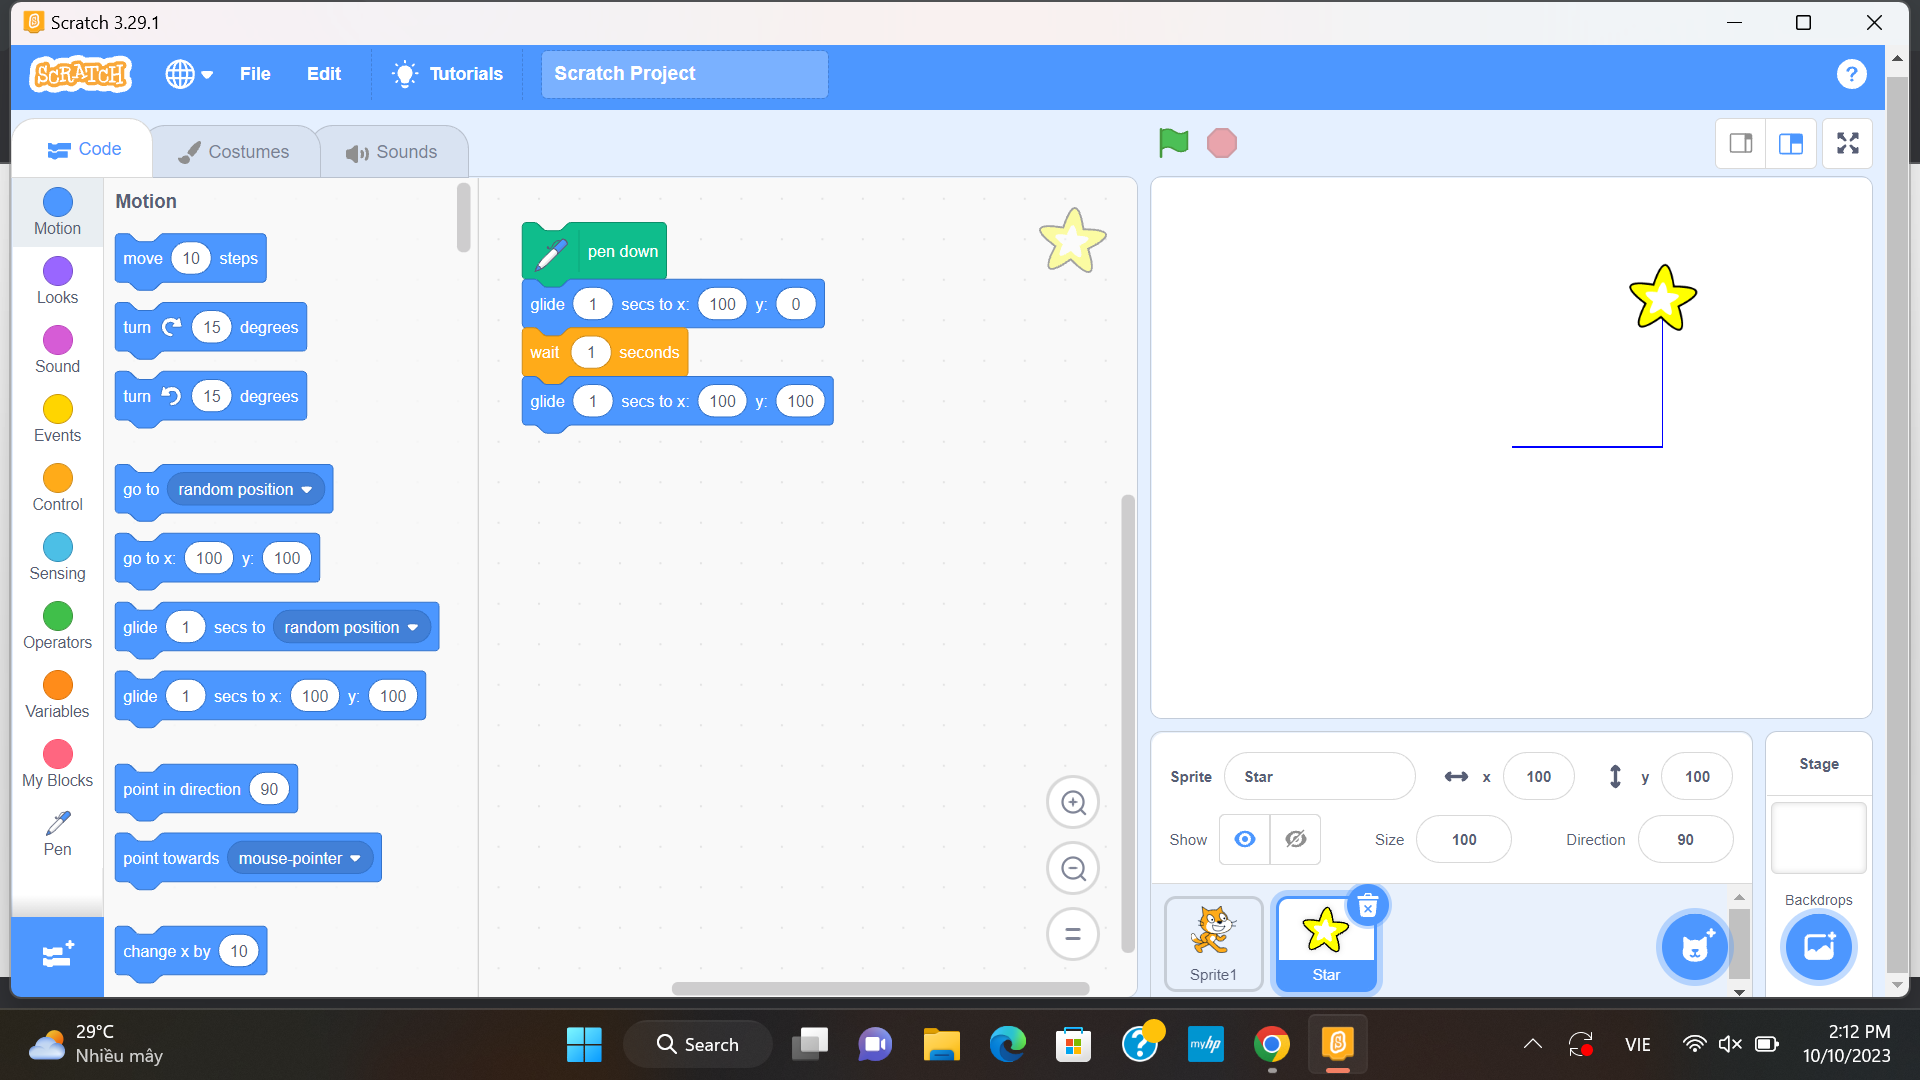 Scratch 3.29.1
SCRATCH File Edit Tutorials Scratch Project ?
Code Costumes Sounds
Motion
Looks
Sound
Events
Control
Sensing
Operators
Variables
My Blocks
Pen
Motion
move 10 steps
turn 15 degrees
turn 15 degrees
go to random position
go to x: 100 y: 100
glide 1 secs to random position
glide 1 secs to x: 100 y: 100
point in direction 90
point towards mouse-pointer
change x by 10
pen down
glide 1 secs to x: 100 y: 0
wait 1 seconds
glide 1 secs to x: 100 y: 100
Sprite Star x 100 y 100
Show Size 100 Direction 90
Sprite1
Star
Stage
Backdrops
29°C
Nhiều mây
Search
myhp
VIE
2:12 PM
10/10/2023